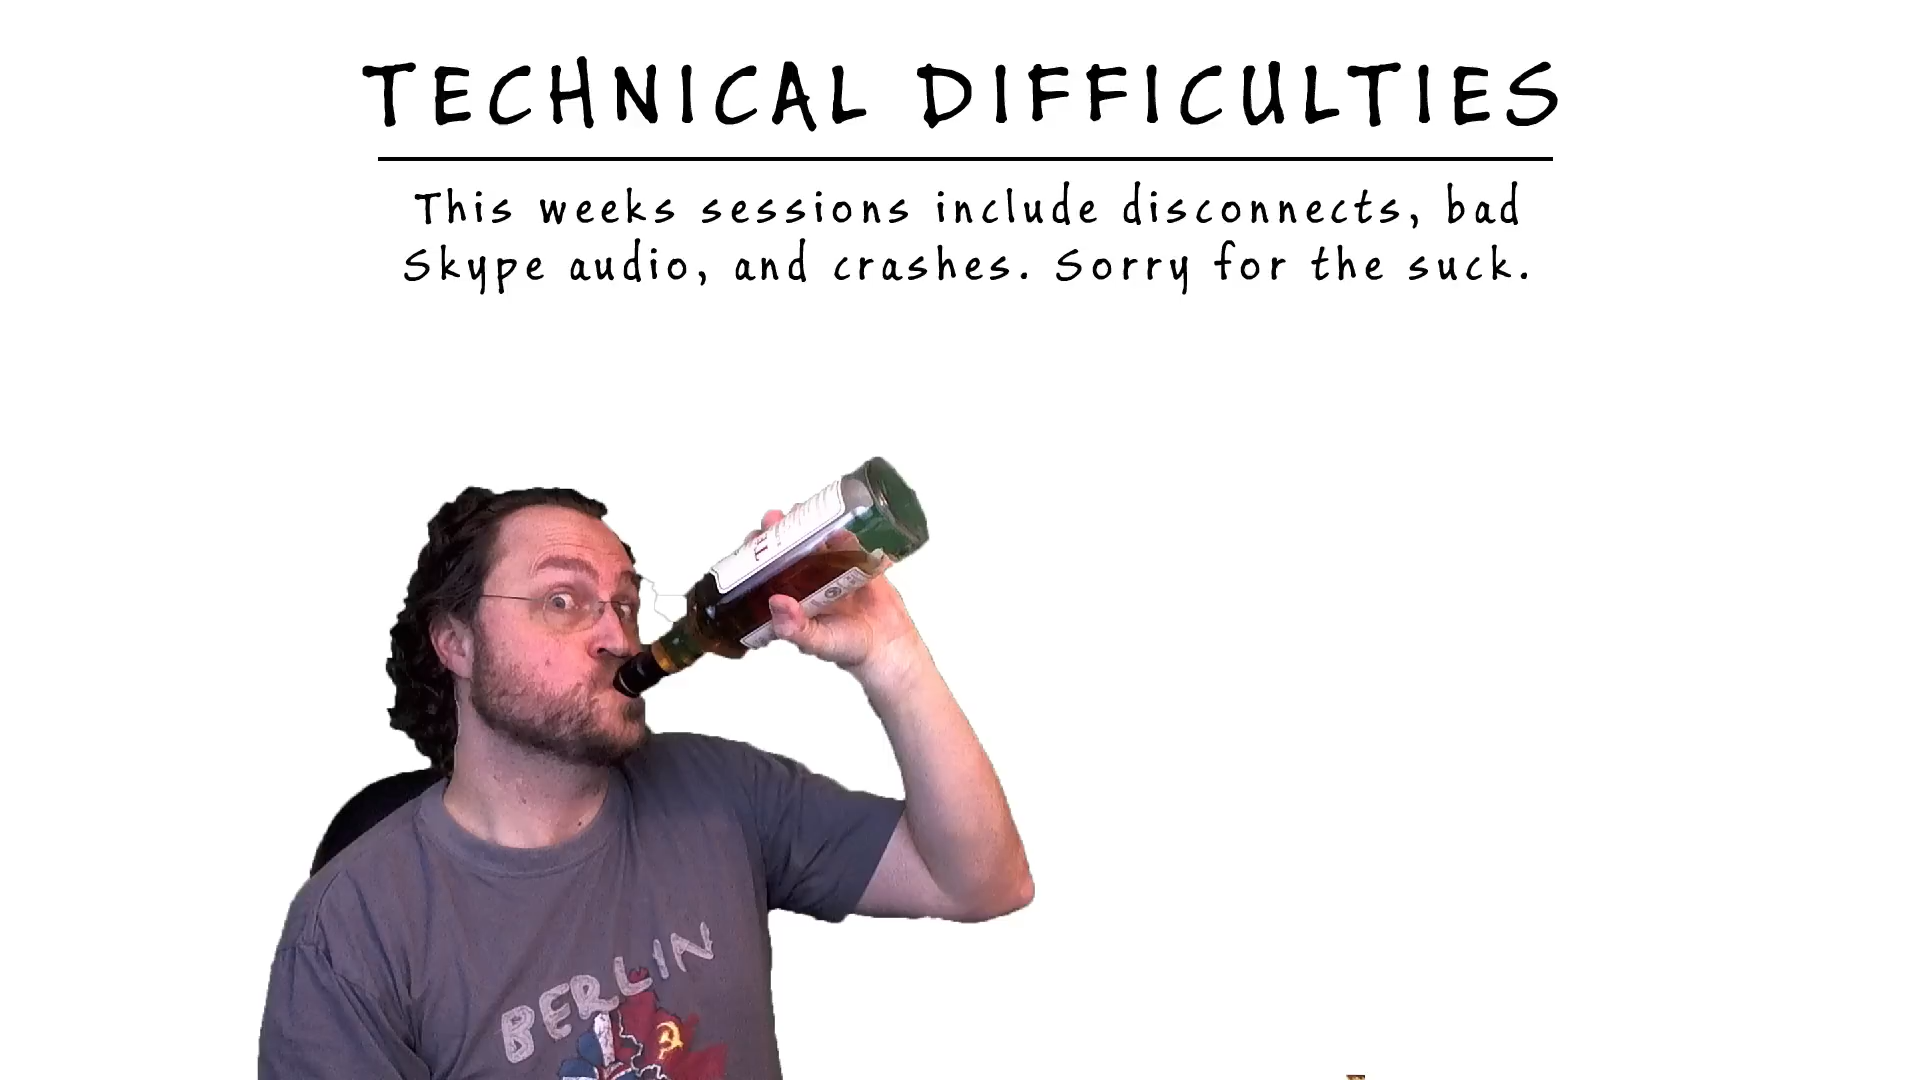 TECHNICAL DIFFICULTIES
This weeks sessions include disconnects, bad
Skype audio, and crashes. Sorry for the suck.
BERLIN